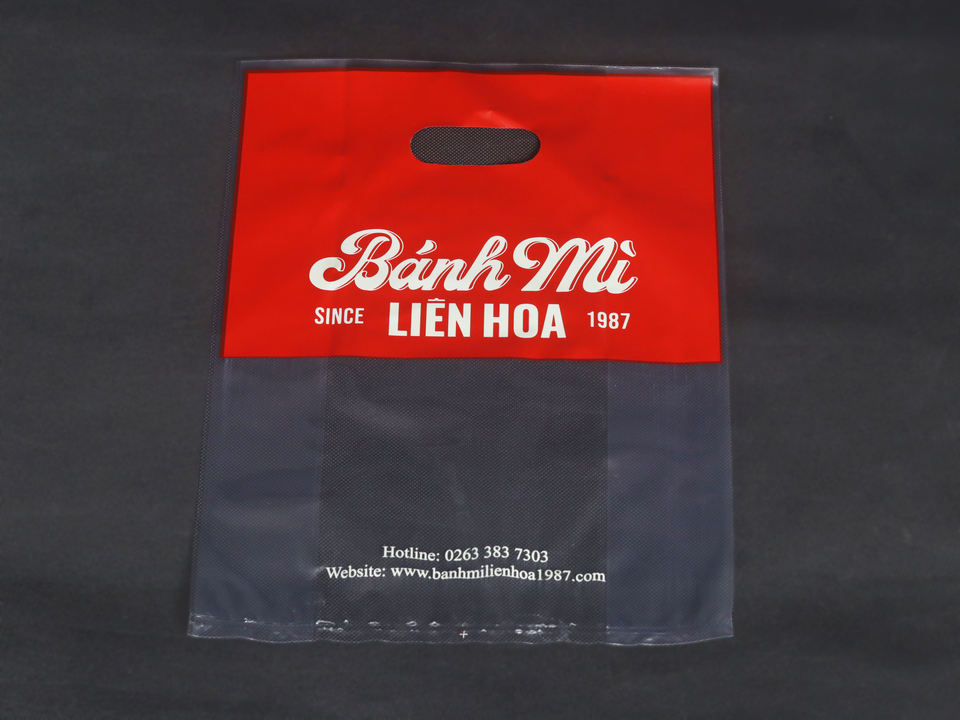 Bánh Mì
SINCE LIÊN HOA 1987
Hotline: 0263 383 7303
Website: www.banhmilienhoa1987.com